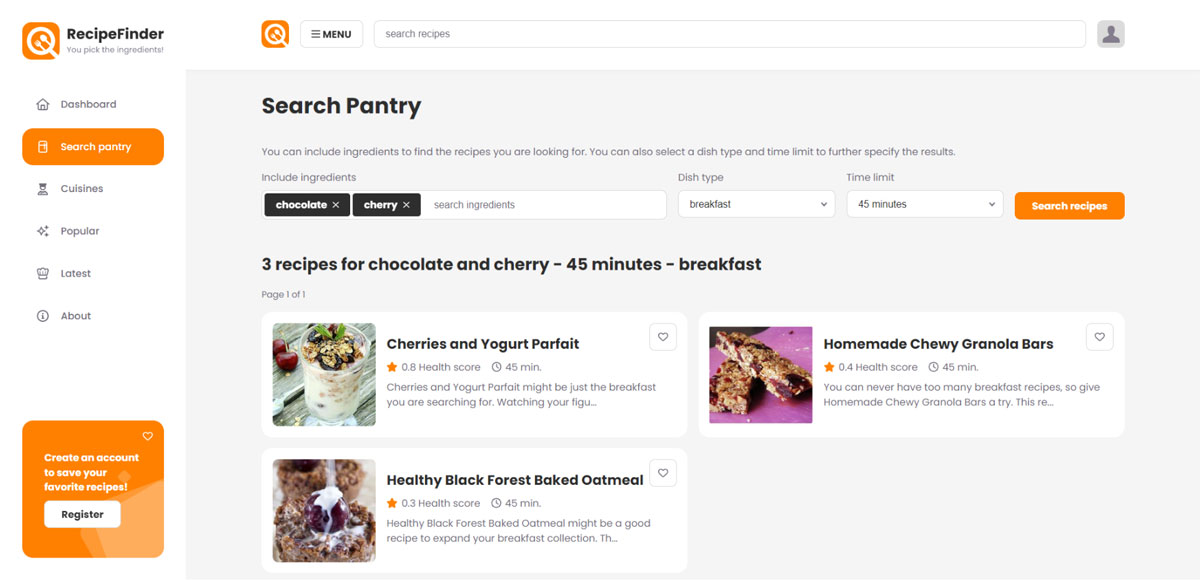 RecipeFinder
You pick the ingredients!
MENU
search recipes
Dashboard
Search pantry
Cuisines
Popular
Latest
About
Create an account
to save your
favorite recipes!
Register
Search Pantry
You can include ingredients to find the recipes you are looking for. You can also select a dish type and time limit to further specify the results.
Include ingredients
Dish type
Time limit
chocolate ×
cherry ×
search ingredients
breakfast
45 minutes
Search recipes
3 recipes for chocolate and cherry - 45 minutes - breakfast
Page 1 of 1
Cherries and Yogurt Parfait
0.8 Health score
45 min.
Cherries and Yogurt Parfait might be just the breakfast
you are searching for. Watching your figu...
Homemade Chewy Granola Bars
0.4 Health score
45 min.
You can never have too many breakfast recipes, so give
Homemade Chewy Granola Bars a try. This re...
Healthy Black Forest Baked Oatmeal
0.3 Health score
45 min.
Healthy Black Forest Baked Oatmeal might be a good
recipe to expand your breakfast collection. Th...